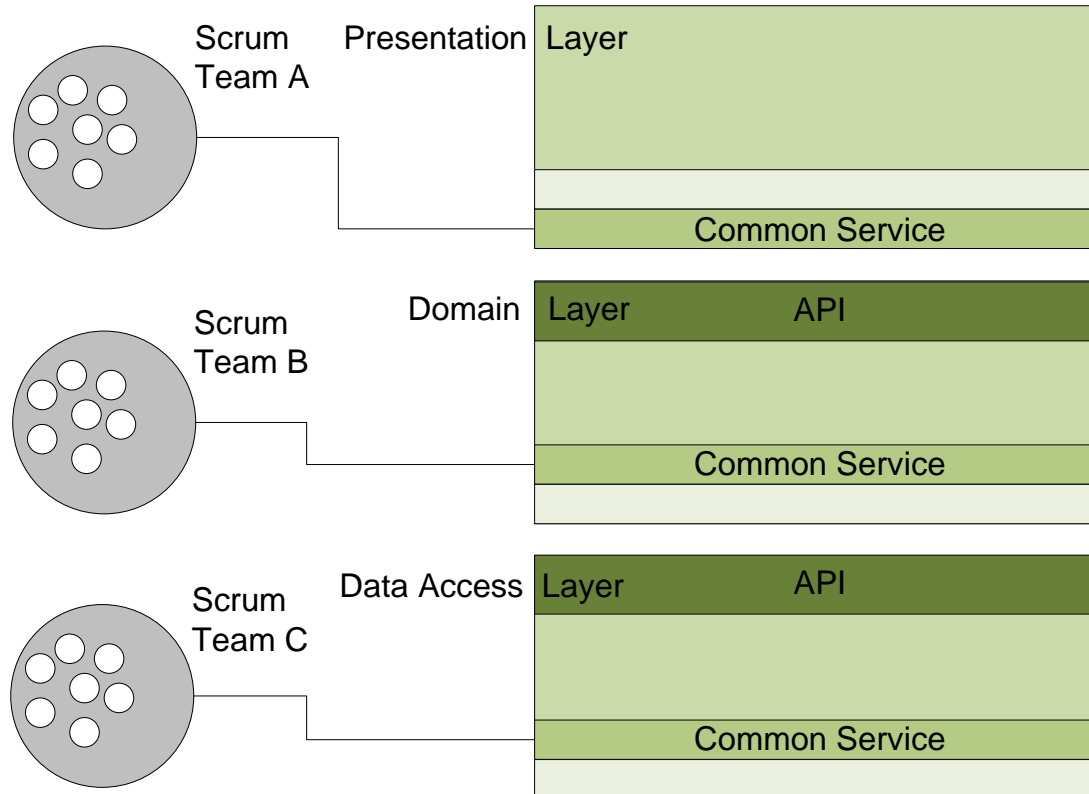 Scrum
Team A
Presentation Layer
Common Service
Scrum
Team B
Domain Layer
API
Common Service
Scrum
Team C
Data Access Layer
API
Common Service